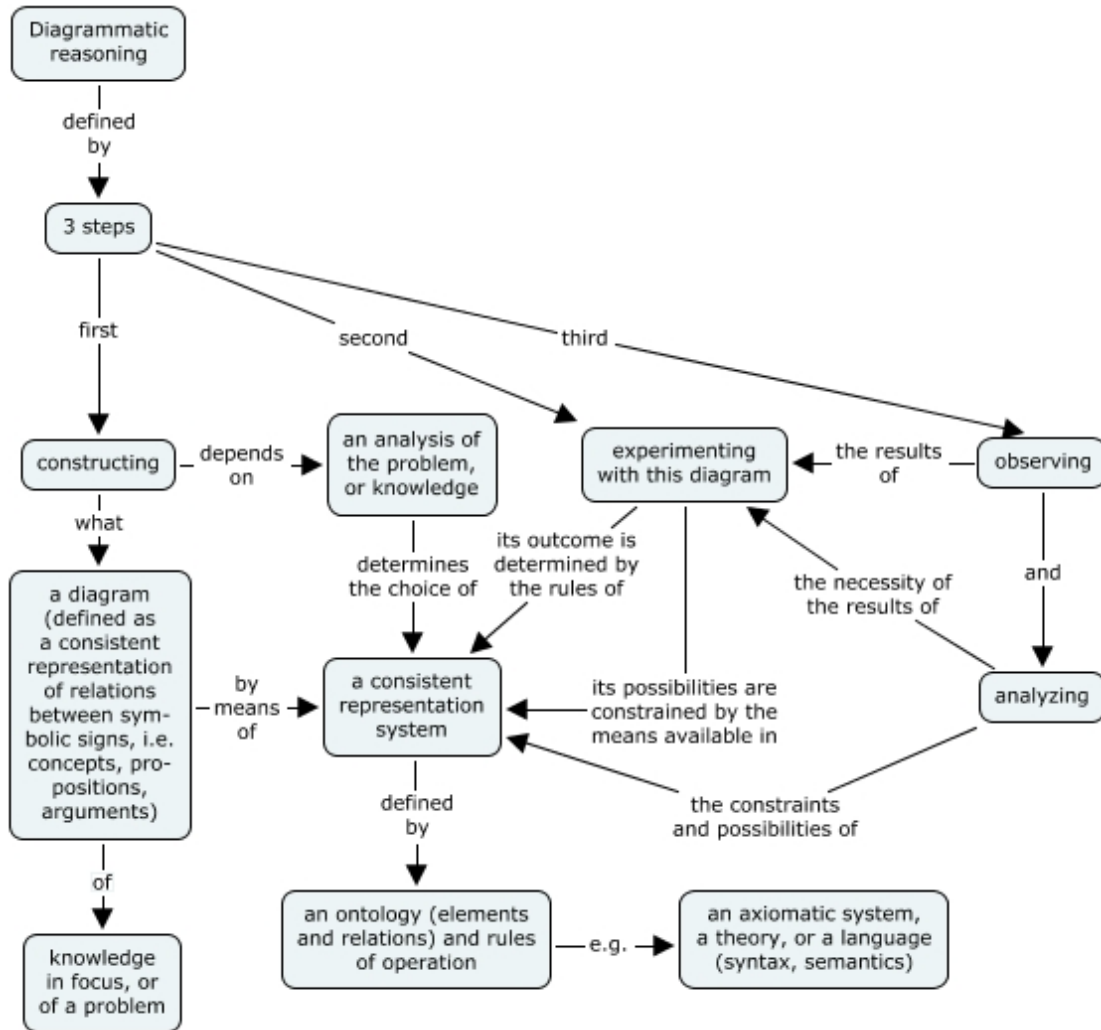 Diagrammatic
reasoning
defined
by
3 steps
first
second
third
constructing
depends
on
an analysis of
the problem,
or knowledge
experimenting
with this diagram
the results
of
observing
what
determines
the choice of
its outcome is
determined by
the rules of
the necessity of
the results of
and
a diagram
(defined as
a consistent
representation
of relations
between sym-
bolic signs, i.e.
concepts, pro-
positions,
arguments)
by
means
of
a consistent
representation
system
its possibilities are
constrained by the
means available in
analyzing
defined
by
the constraints
and possibilities of
of
an ontology (elements
and relations) and rules
of operation
e.g.
an axiomatic system,
a theory, or a language
(syntax, semantics)
knowledge
in focus, or
of a problem